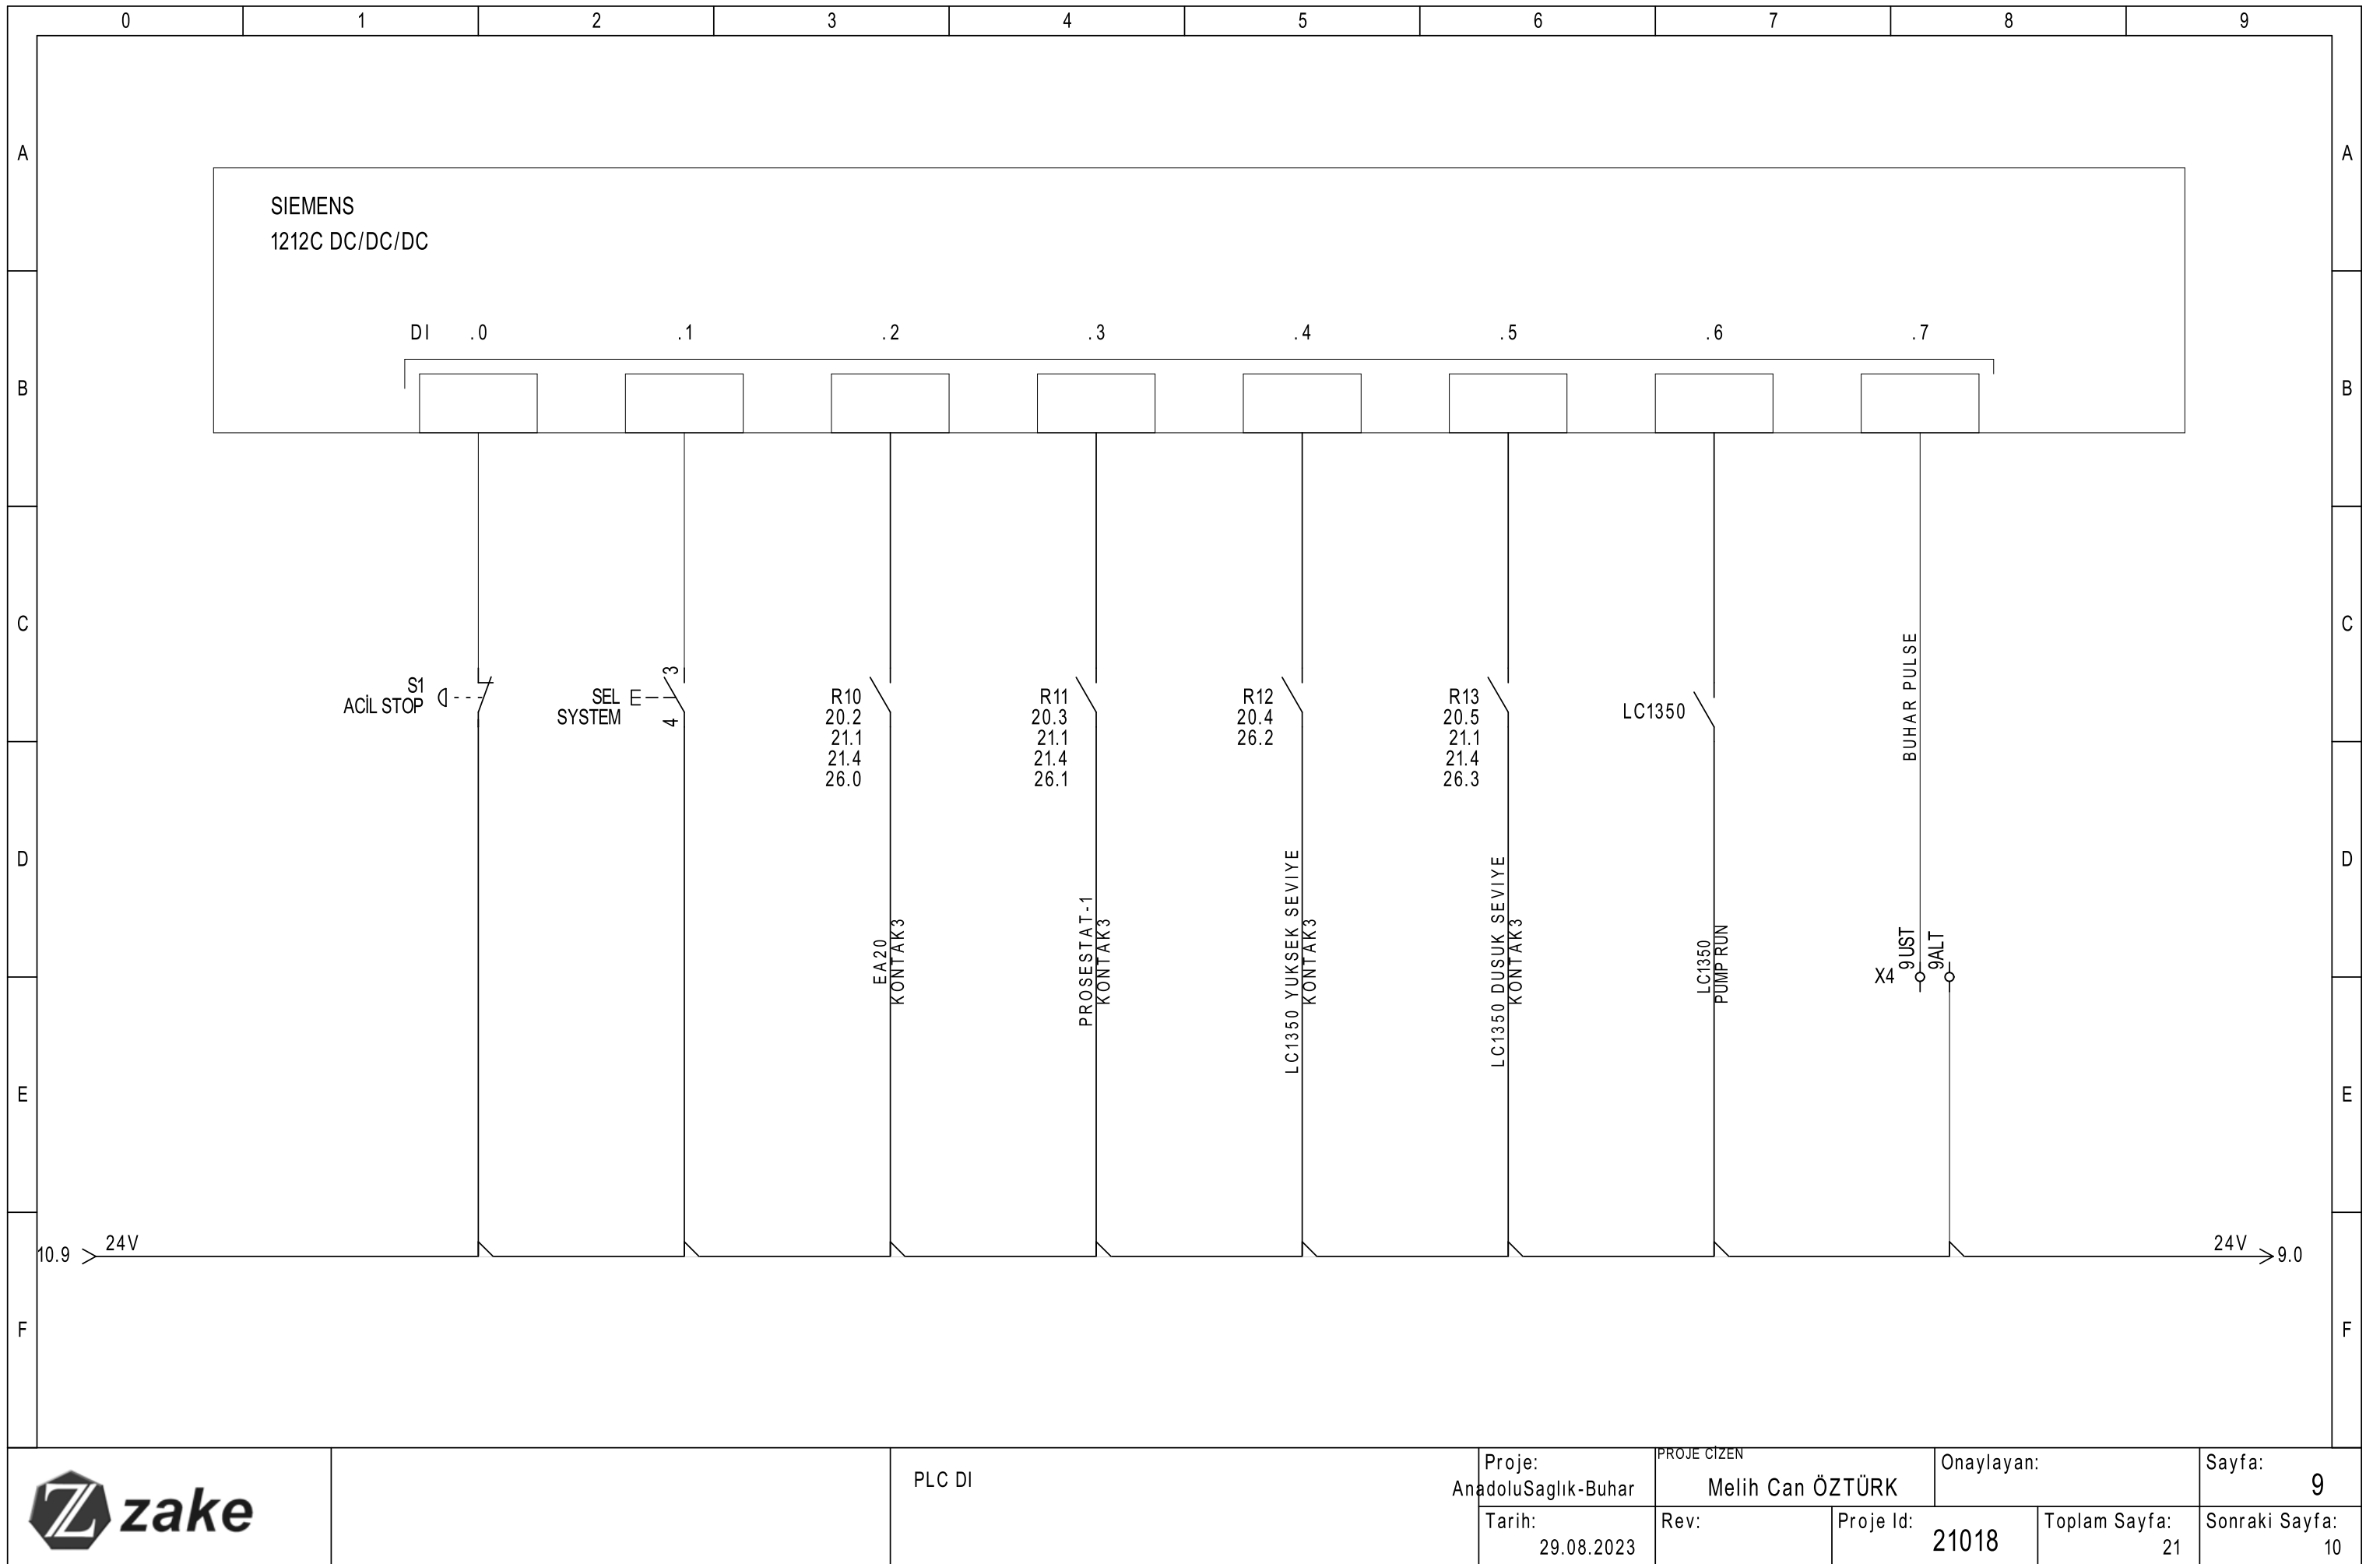 0 1 2 3 4 5 6 7 8 9
A A
SIEMENS
1212C DC/DC/DC
DI .0 .1 .2 .3 .4 .5 .6 .7
B B
C C
S1
ACİL STOP
SEL
SYSTEM
3
4
R10
20.2
21.1
21.4
26.0
R11
20.3
21.1
21.4
26.1
R12
20.4
26.2
R13
20.5
21.1
21.4
26.3
LC1350
BUHAR PULSE
D D
EA20
KONTAK3
PROSESTAT-1
KONTAK3
LC1350 YUKSEK SEVIYE
KONTAK3
LC1350 DUSUK SEVIYE
KONTAK3
LC1350
PUMP RUN
X4
9UST
9ALT
E E
10.9 24V
24V 9.0
F F
zake
PLC DI
Proje:
AnadoluSaglık-Buhar
PROJE CİZEN
Melih Can ÖZTÜRK
Onaylayan:
Sayfa:
9
Tarih:
29.08.2023
Rev:
Proje Id:
21018
Toplam Sayfa:
21
Sonraki Sayfa:
10